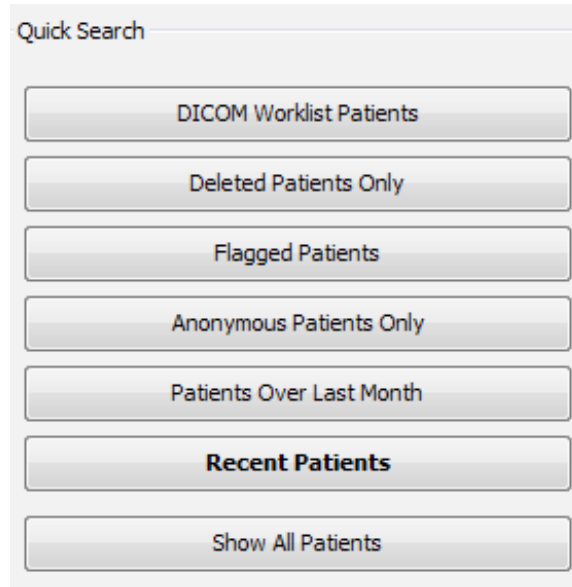 Quick Search
DICOM Worklist Patients
Deleted Patients Only
Flagged Patients
Anonymous Patients Only
Patients Over Last Month
Recent Patients
Show All Patients